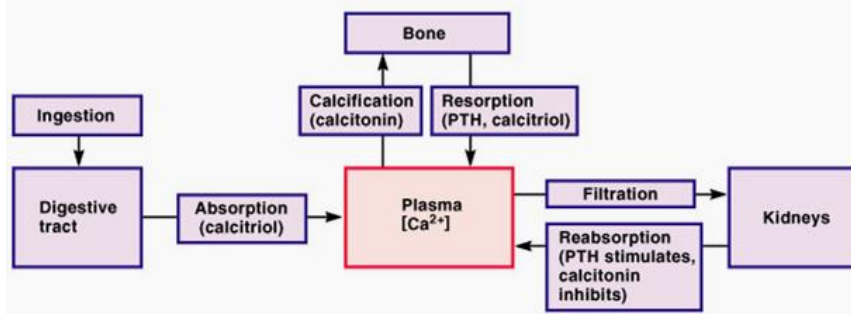 Bone
Calcification
(calcitonin)
Resorption
(PTH, calcitriol)
Ingestion
Digestive
tract
Absorption
(calcitriol)
Plasma
[Ca²⁺]
Filtration
Reabsorption
(PTH stimulates,
calcitonin
inhibits)
Kidneys